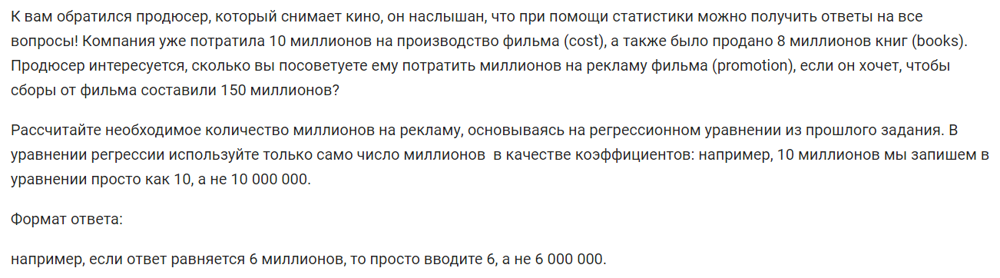 К вам обратился продюсер, который снимает кино, он наслышан, что при помощи статистики можно получить ответы на все
вопросы! Компания уже потратила 10 миллионов на производство фильма (cost), а также было продано 8 миллионов книг (books).
Продюсер интересуется, сколько вы посоветуете ему потратить миллионов на рекламу фильма (promotion), если он хочет, чтобы
сборы от фильма составили 150 миллионов?
Рассчитайте необходимое количество миллионов на рекламу, основываясь на регрессионном уравнении из прошлого задания. В
уравнении регрессии используйте только само число миллионов в качестве коэффициентов: например, 10 миллионов мы запишем в
уравнении просто как 10, а не 10 000 000.
Формат ответа:
например, если ответ равняется 6 миллионов, то просто вводите 6, а не 6 000 000.